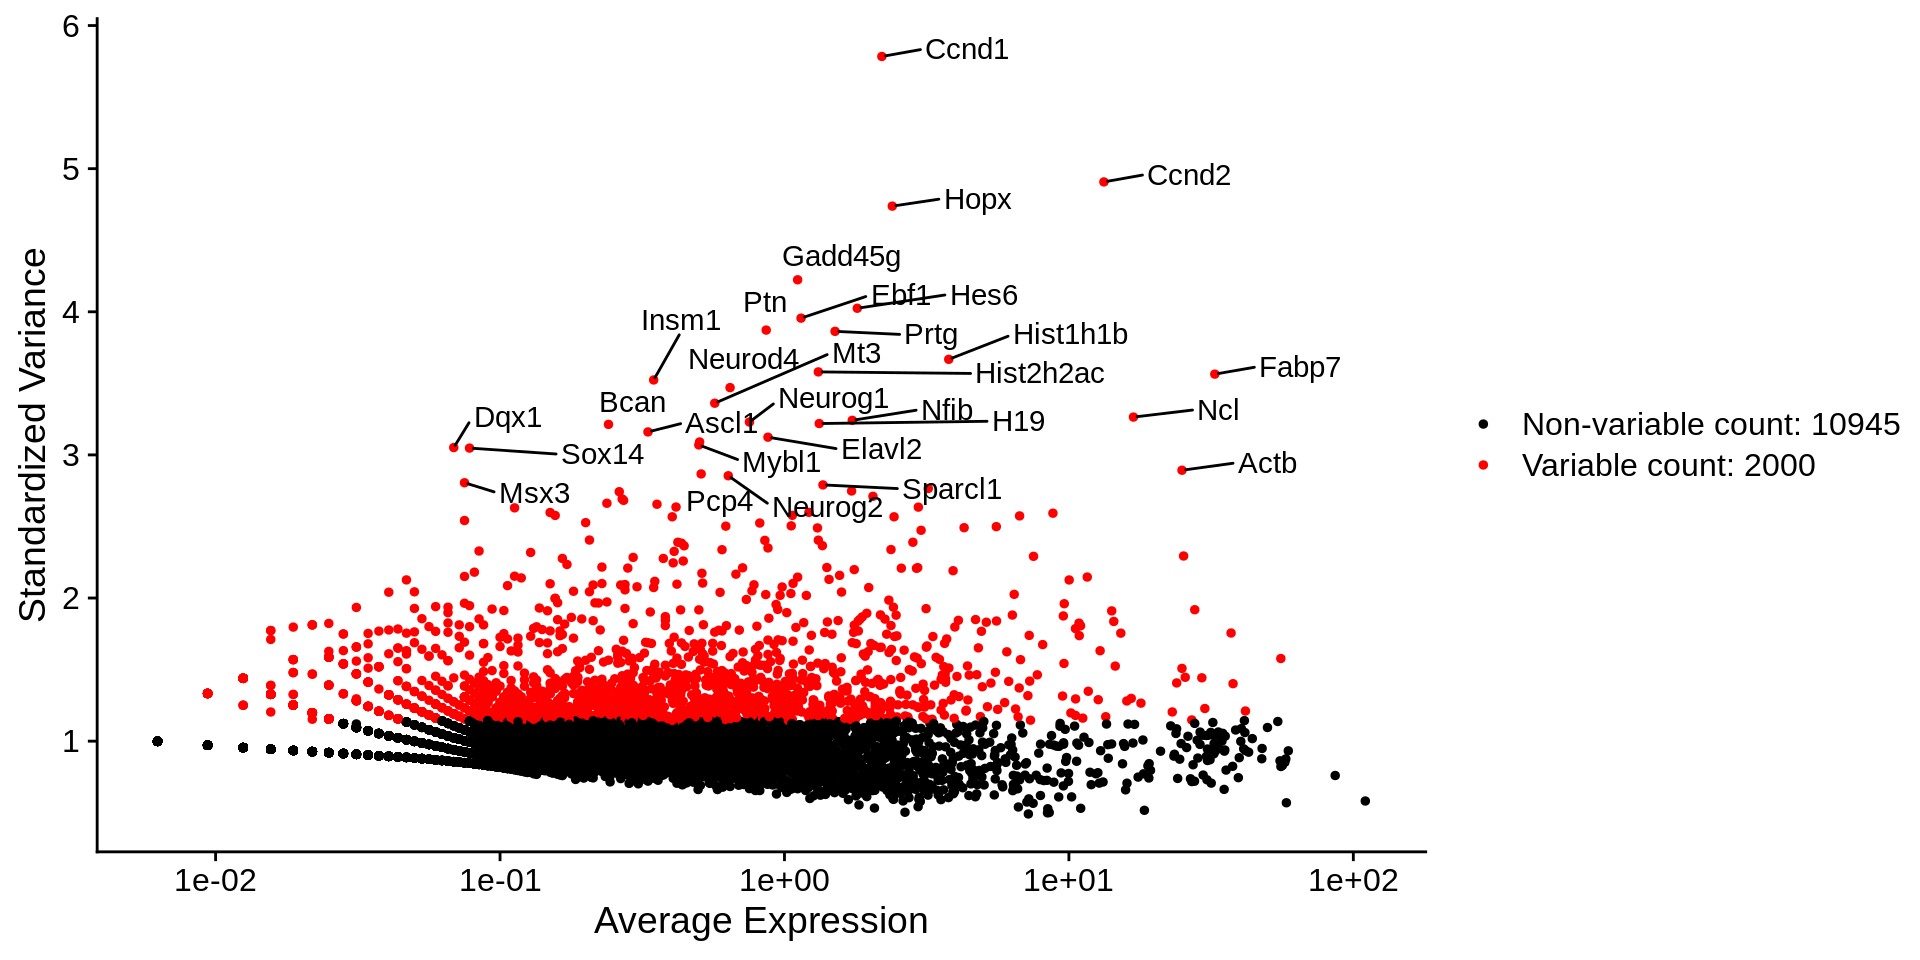 6
Ccnd1
5
Ccnd2
Hopx
Gadd45g
4
Ptn
Ebf1
Hes6
Insm1
Prtg
Hist1h1b
Neurod4
Mt3
Hist2h2ac
Fabp7
Bcan
Neurog1
Nfib
Ncl
Dqx1
Ascl1
H19
3
Sox14
Mybl1
Elavl2
Actb
Msx3
Pcp4
Neurog2
Sparcl1
2
1
Standardized Variance
1e-02
1e-01
1e+00
1e+01
1e+02
Average Expression
Non-variable count: 10945
Variable count: 2000